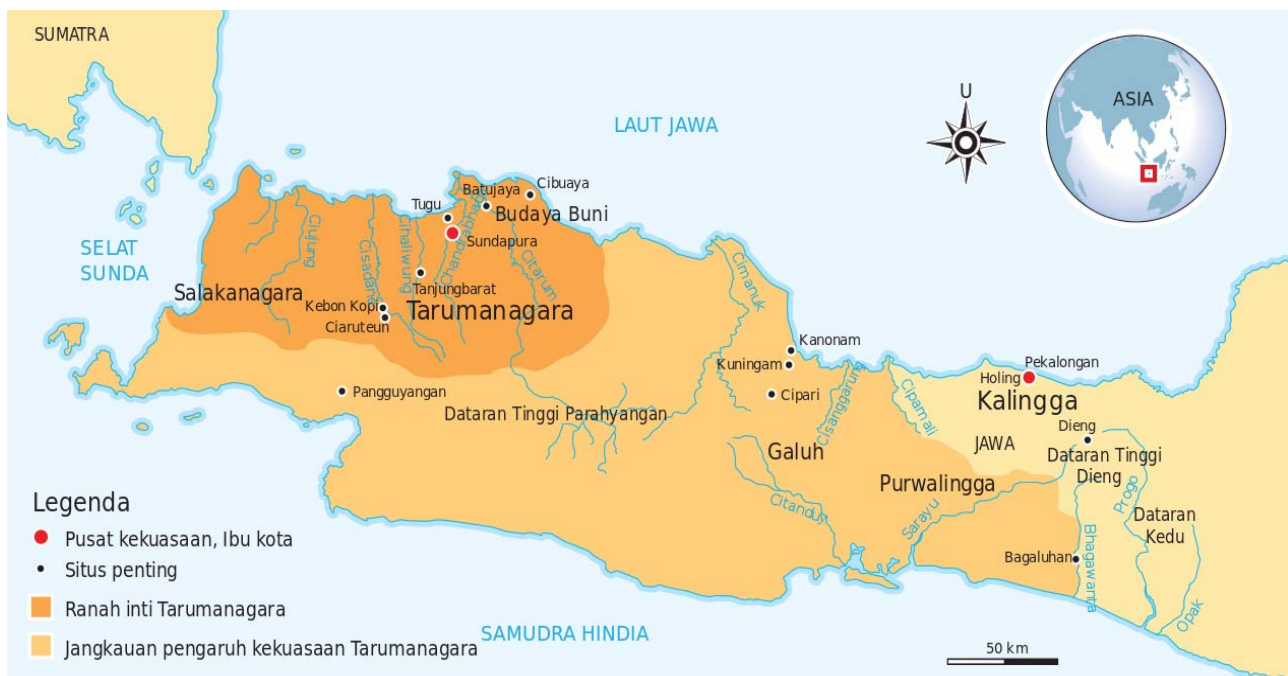 SUMATRA
LAUT JAWA
U
ASIA
SELAT
SUNDA
Batujaya
Cibuaya
Tugu
Budaya Buni
Sundapura
Ciujung
Cisadane
Chandrabhaga
Citarum
Salakanagara
Tanjungbarat
Kebon Kopi
Tarumanagara
Ciaruteun
Cimanuk
Kanonam
Kuningam
Pekalongan
Holing
Pangguyangan
Cipari
Kalingga
Dataran Tinggi Parahyangan
Cisanggarung
Cipamali
Dieng
JAWA
Galuh
Dataran Tinggi
Dieng
Purwalingga
Citanduy
Sarayu
Progo
Dataran
Kedu
Bagaluhan
Bhagawanta
Opak
Legenda
Pusat kekuasaan, Ibu kota
Situs penting
Ranah inti Tarumanagara
Jangkauan pengaruh kekuasaan Tarumanagara
SAMUDRA HINDIA
50 km